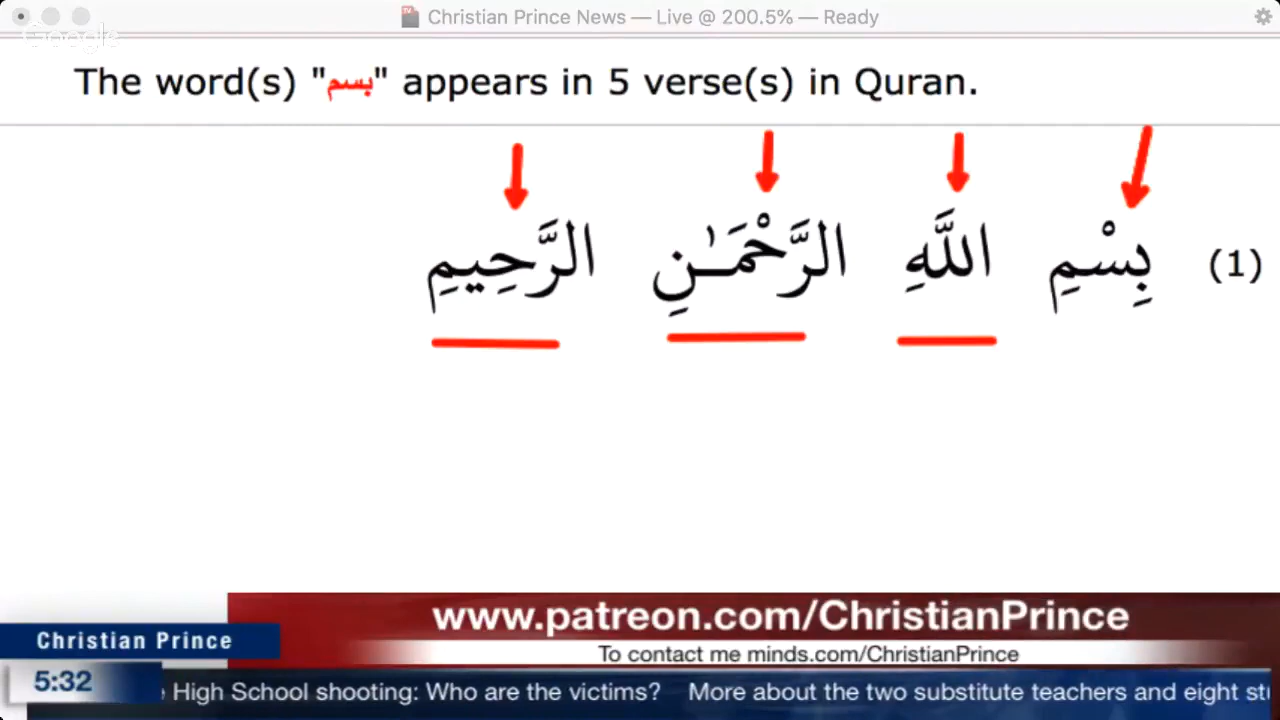 Christian Prince News — Live @ 200.5% — Ready
Google
The word(s) "بسم" appears in 5 verse(s) in Quran.
(1) بِسْمِ اللَّهِ الرَّحْمَـٰنِ الرَّحِيمِ
www.patreon.com/ChristianPrince
Christian Prince
To contact me minds.com/ChristianPrince
5:32
High School shooting: Who are the victims? More about the two substitute teachers and eight